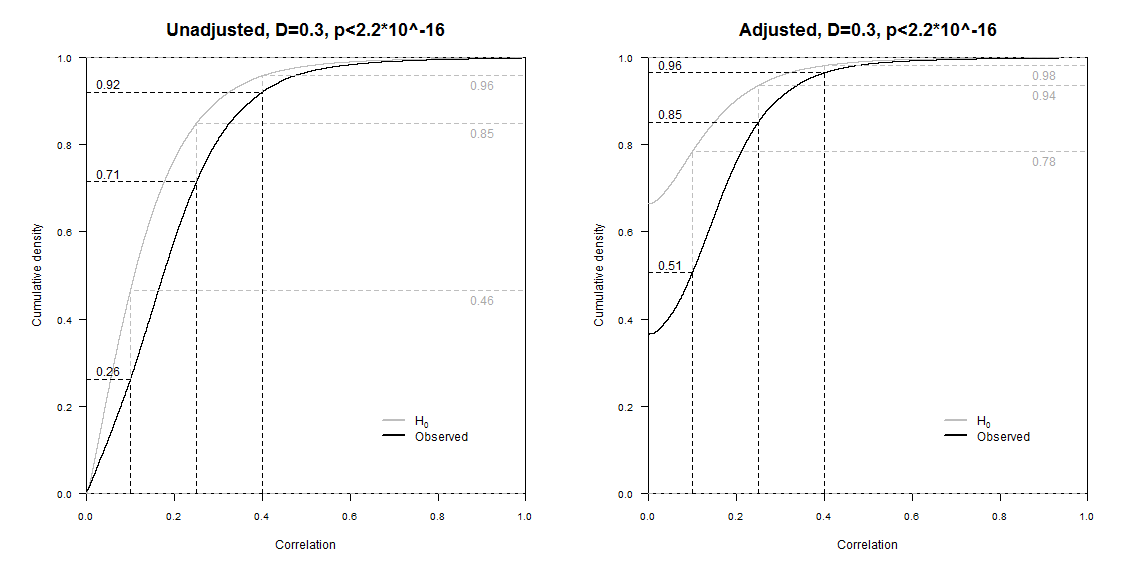 Unadjusted, D=0.3, p<2.2*10^-16
1.0
0.8
0.6
0.4
0.2
0.0
Cumulative density
0.92
0.71
0.26
0.96
0.85
0.46
H0
Observed
0.0 0.2 0.4 0.6 0.8 1.0
Correlation
Adjusted, D=0.3, p<2.2*10^-16
1.0
0.8
0.6
0.4
0.2
0.0
Cumulative density
0.96
0.85
0.51
0.98
0.94
0.78
H0
Observed
0.0 0.2 0.4 0.6 0.8 1.0
Correlation